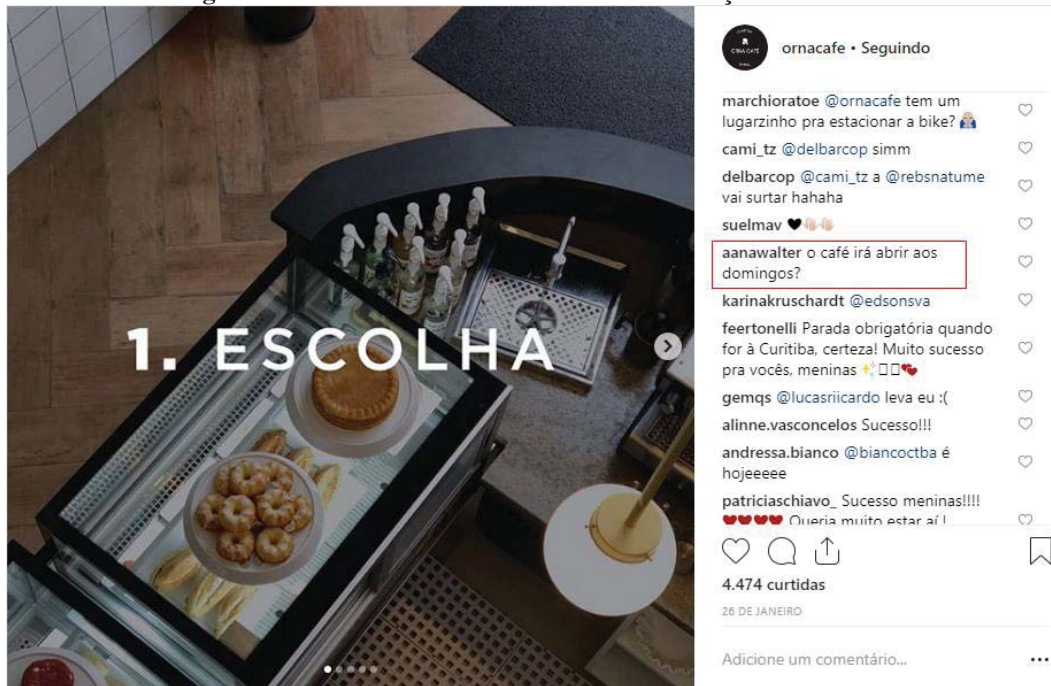 ornacafe • Seguindo
marchioratoe @ornacafe tem um
lugarzinho pra estacionar a bike?
cami_tz @delbarcop simm
delbarcop @cami_tz a @rebsnatume
vai surtar hahaha
suelmav
aanawalter o café irá abrir aos
domingos?
karinakruschardt @edsonsva
feertonelli Parada obrigatória quando
for à Curitiba, certeza! Muito sucesso
pra vocês, meninas
gemqs @lucasriicardo leva eu :(
alinne.vasconcelos Sucesso!!!
andressa.bianco @biancoctba é
hojeeeee
patriciaschiavo_ Sucesso meninas!!!!
Queria muito estar aí !
1. ESCOLHA
4.474 curtidas
26 DE JANEIRO
Adicione um comentário...